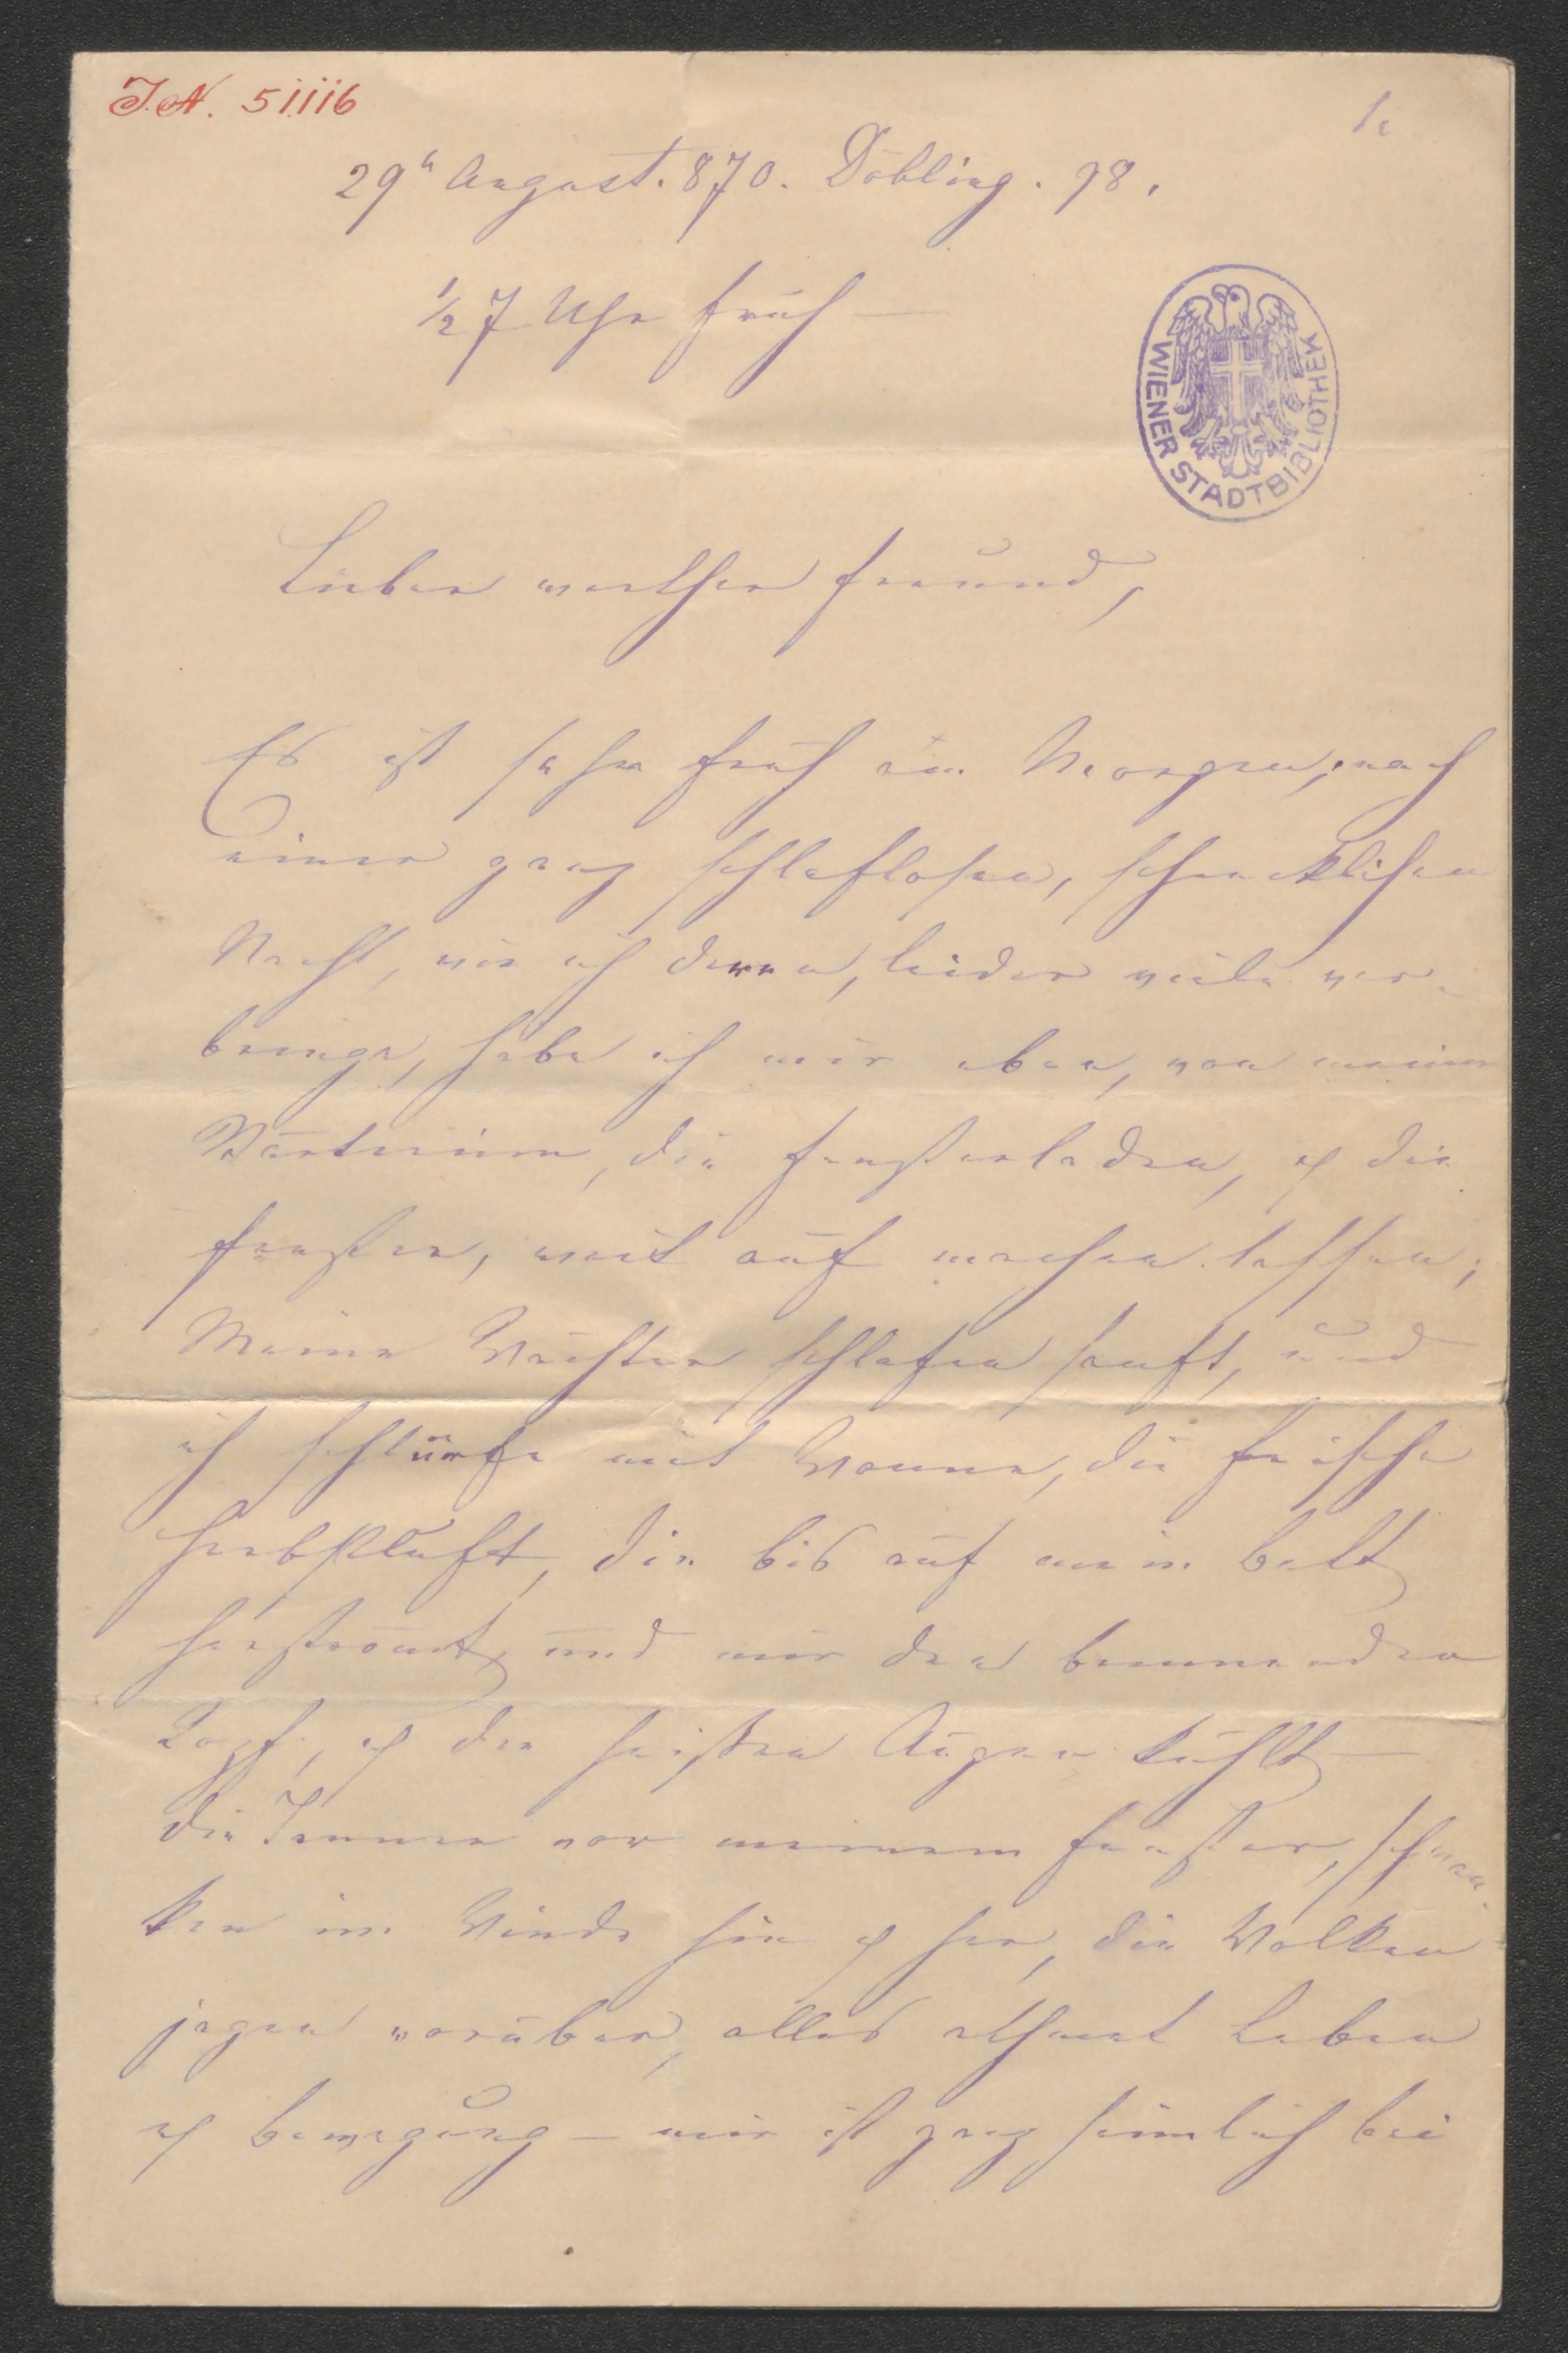 J.N. 51116
1.
29n August. 870. Döbling. 98.
1/2 7 Uhr früh —
WIENER STADTBIBLIOTHEK
Lieber werther Freund,
Es ist sehr früh am Morgen, nach
einer ganz schlaflosen, schrecklichen
Nacht, wie ich deren, leider viele ver-
bringe, habe ich mir eben, von meiner
Wärterinn, die Fensterladen, & die
Fenster, weit auf machen lassen;
Meine Wächter schlafen sanft, und
ich schlürfe mit Wonne, die frische
Herbstluft, die bis auf mein Bett
herströmt, und mir den brennenden
Kopf, & die heißen Augen kühlt —
Die Tannen vor meinem Fenster, schwan-
ken im Winde hin & her, die Wolken
jagen vorüber, alles athmet Leben
& Bewegung — mir ist ganz heimlich bei